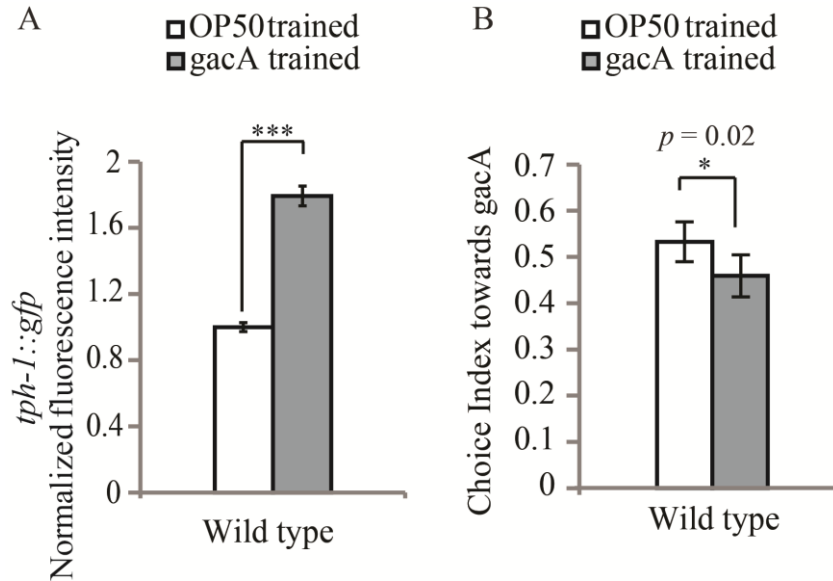 A
OP50 trained
gacA trained
tph-1::gfp
Normalized fluorescence intensity
2
1.6
1.2
0.8
0.4
0
***
Wild type
B
OP50 trained
gacA trained
p = 0.02
Choice Index towards gacA
0.7
0.6
0.5
0.4
0.3
0.2
0.1
0
*
Wild type